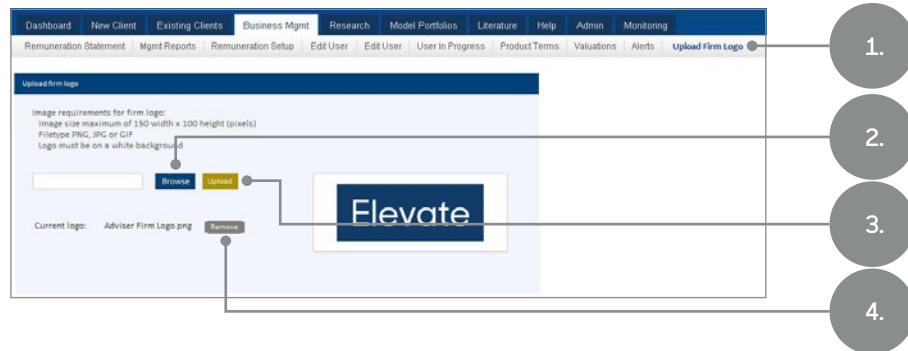 Dashboard New Client Existing Clients Business Mgmt Research Model Portfolios Literature Help Admin Monitoring
Remuneration Statement Mgmt Reports Remuneration Setup Edit User Edit User User In Progress Product Terms Valuations Alerts Upload Firm Logo
1.
Upload firm logo
Image requirements for firm logo:
Image size maximum of 150 width x 100 height (pixels)
Filetype PNG, JPG or GIF
Logo must be on a white background
2.
Browse Upload
Elevate
3.
Current logo: Adviser Firm Logo.png Remove
4.